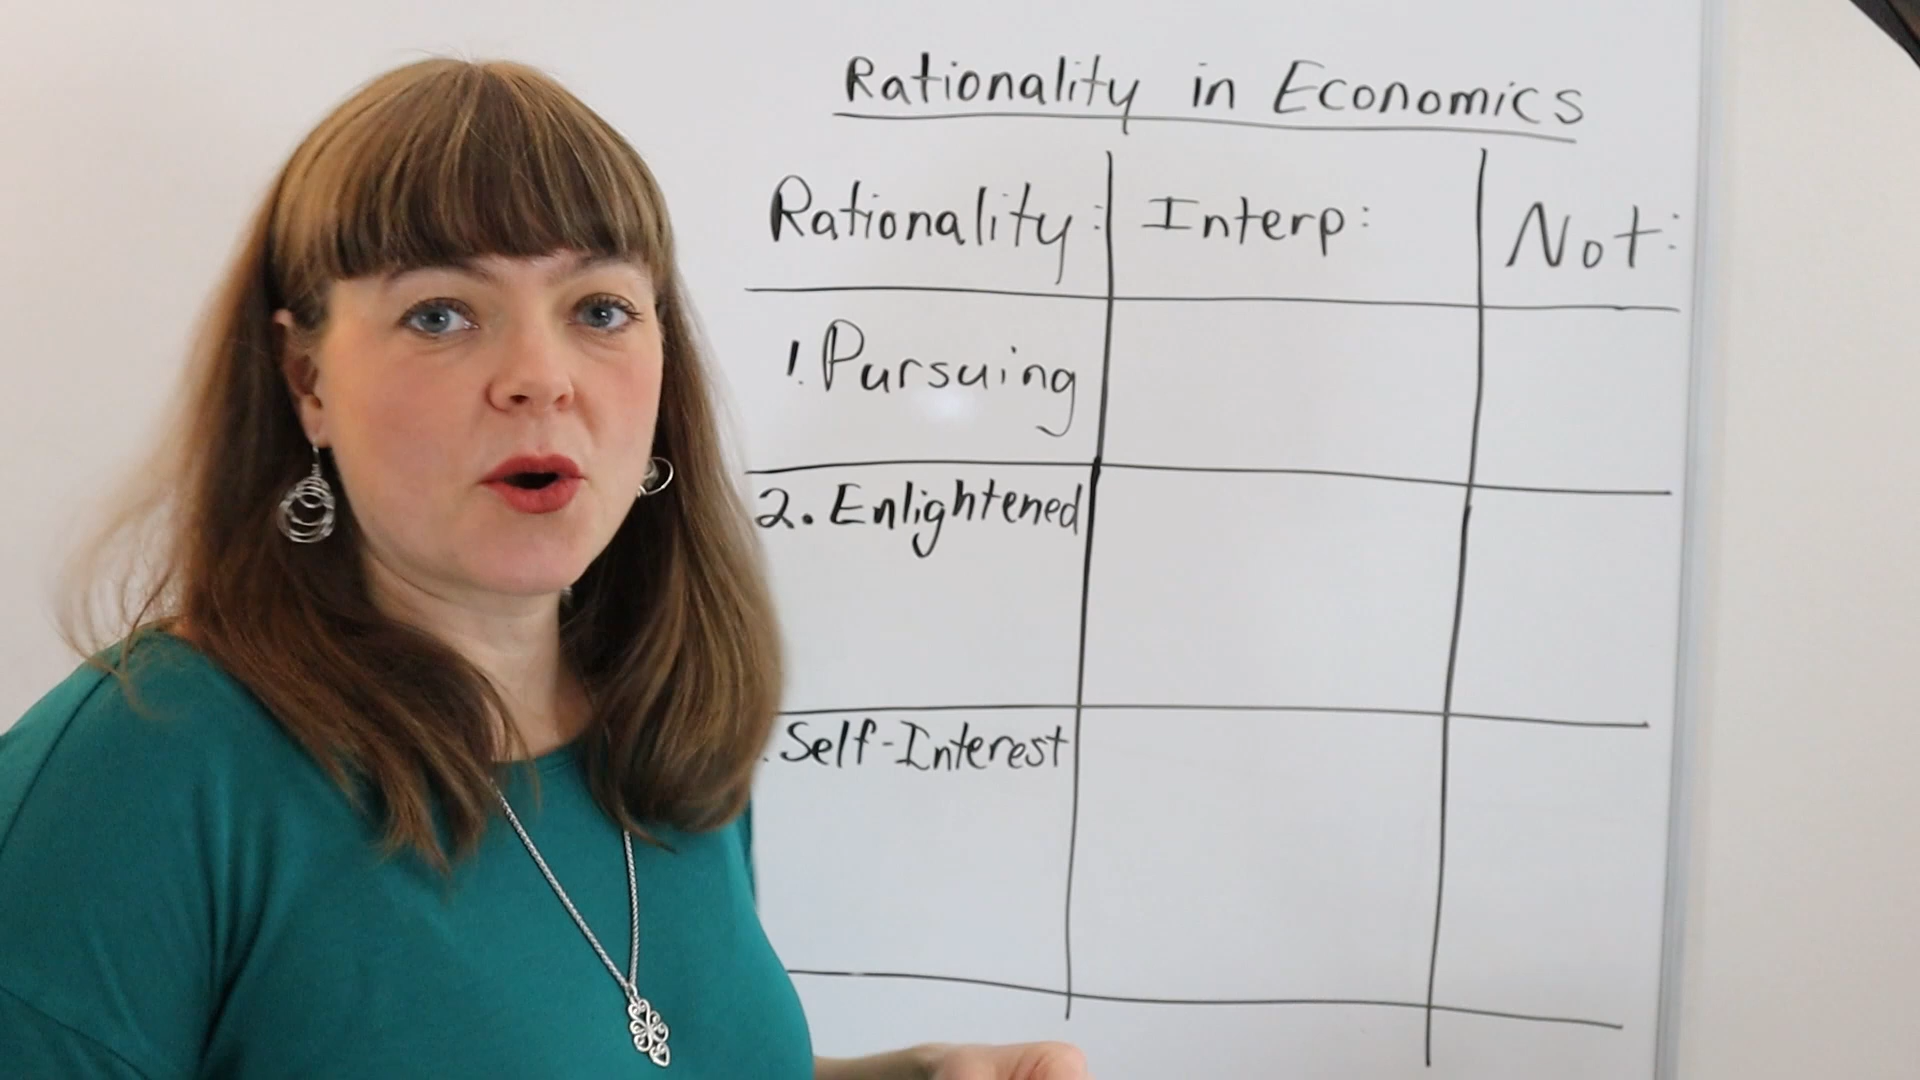 Rationality in Economics
Rationality: Interp: Not:
1. Pursuing
2. Enlightened
. Self-Interest